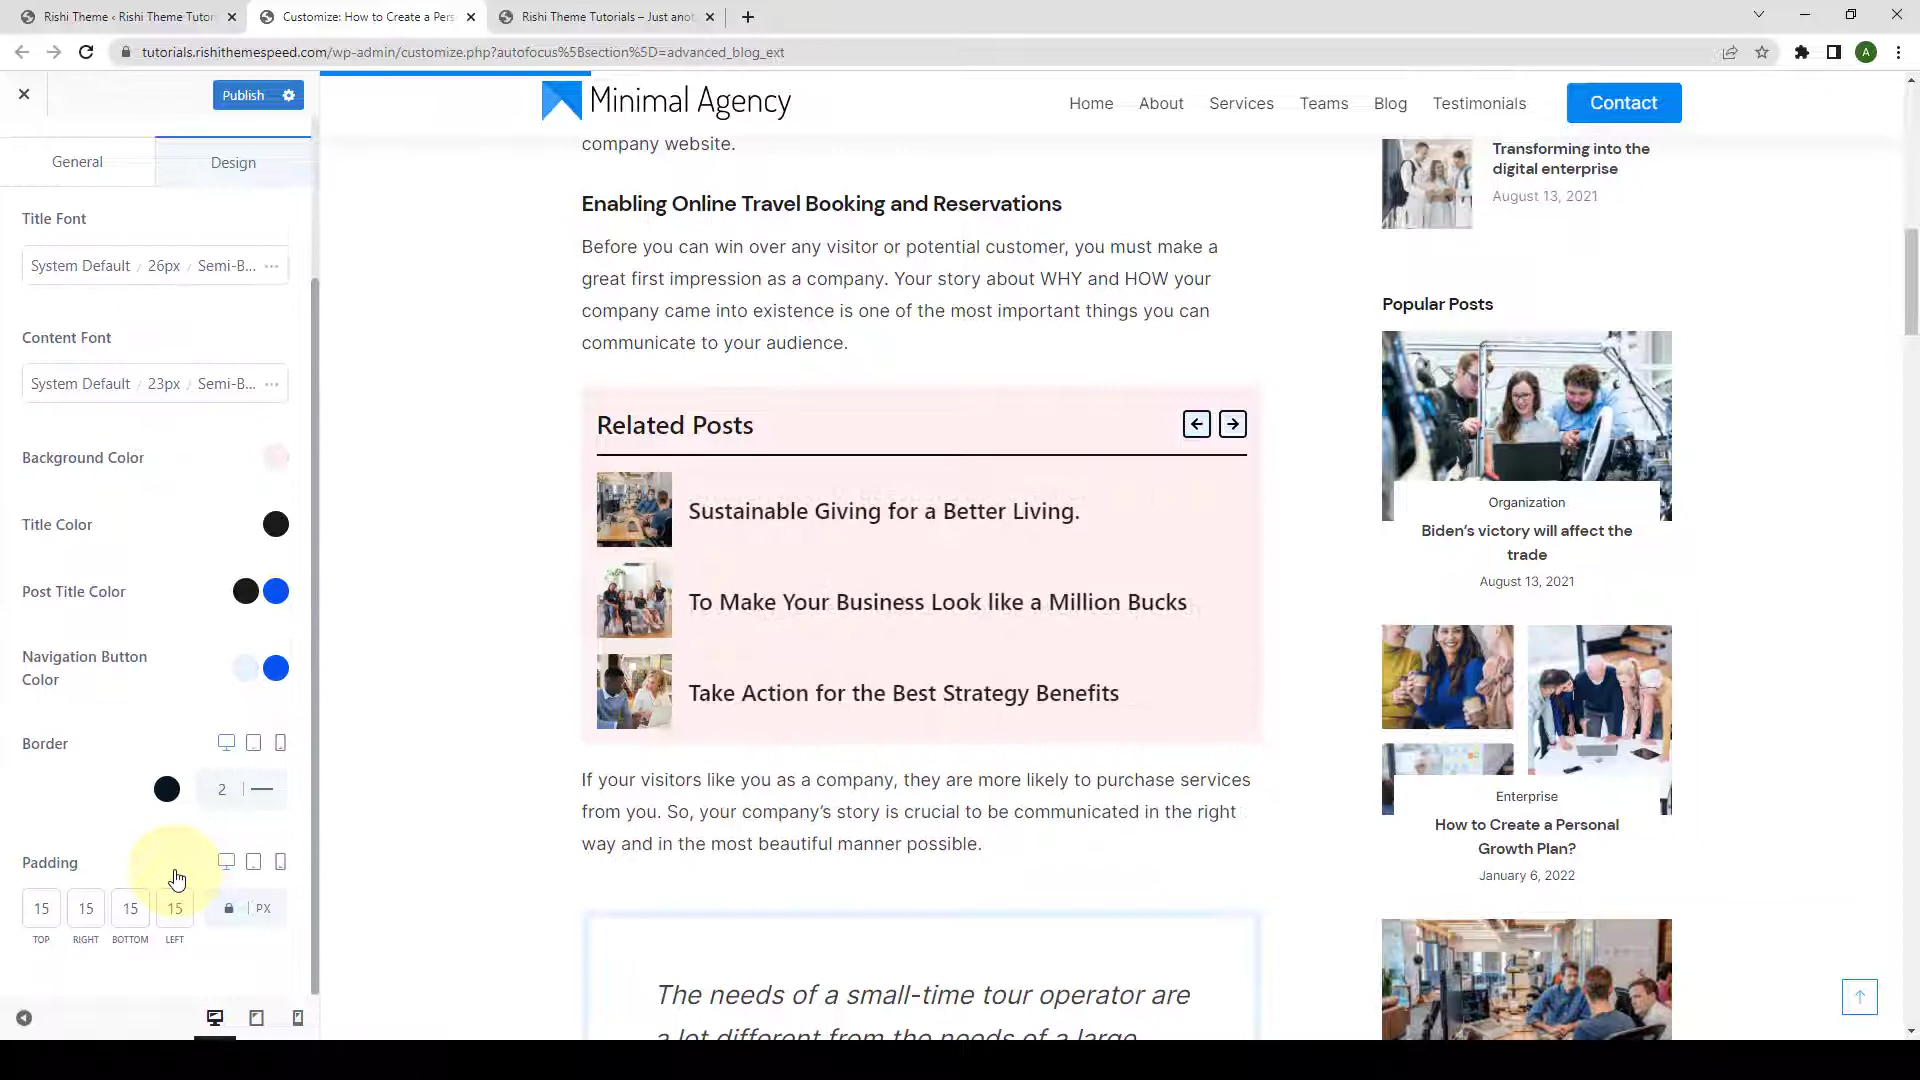 Rishi Theme ‹ Rishi Theme Tutor
Customize: How to Create a Pers
Rishi Theme Tutorials – Just anot
tutorials.rishithemespeed.com/wp-admin/customize.php?autofocus%5Bsection%5D=advanced_blog_ext
A
Publish
General
Design
Title Font
System Default / 26px / Semi-B... ···
Content Font
System Default / 23px / Semi-B... ···
Background Color
Title Color
Post Title Color
Navigation Button
Color
Border
2
Padding
15 15 15 15 PX
TOP RIGHT BOTTOM LEFT
Minimal Agency
Home About Services Teams Blog Testimonials
Contact
company website.
Enabling Online Travel Booking and Reservations
Before you can win over any visitor or potential customer, you must make a
great first impression as a company. Your story about WHY and HOW your
company came into existence is one of the most important things you can
communicate to your audience.
Related Posts
Sustainable Giving for a Better Living.
To Make Your Business Look like a Million Bucks
Take Action for the Best Strategy Benefits
If your visitors like you as a company, they are more likely to purchase services
from you. So, your company's story is crucial to be communicated in the right
way and in the most beautiful manner possible.
The needs of a small-time tour operator are
a lot different from the needs of a large
Transforming into the
digital enterprise
August 13, 2021
Popular Posts
Organization
Biden's victory will affect the
trade
August 13, 2021
Enterprise
How to Create a Personal
Growth Plan?
January 6, 2022